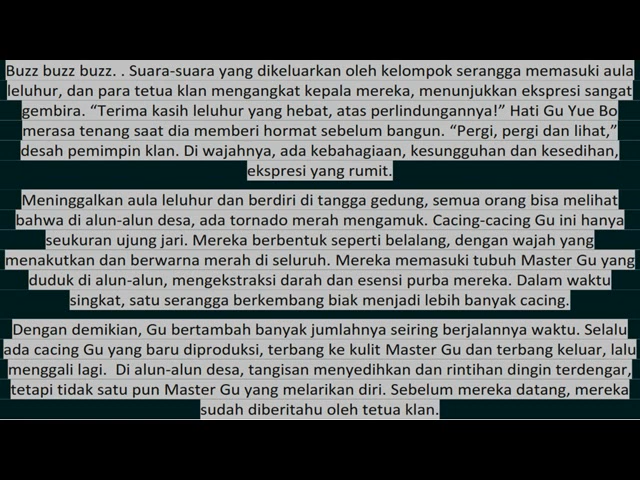 Buzz buzz buzz. . Suara-suara yang dikeluarkan oleh kelompok serangga memasuki aula
leluhur, dan para tetua klan mengangkat kepala mereka, menunjukkan ekspresi sangat
gembira. “Terima kasih leluhur yang hebat, atas perlindungannya!” Hati Gu Yue Bo
merasa tenang saat dia memberi hormat sebelum bangun. “Pergi, pergi dan lihat,”
desah pemimpin klan. Di wajahnya, ada kebahagiaan, kesungguhan dan kesedihan,
ekspresi yang rumit.
Meninggalkan aula leluhur dan berdiri di tangga gedung, semua orang bisa melihat
bahwa di alun-alun desa, ada tornado merah mengamuk. Cacing-cacing Gu ini hanya
seukuran ujung jari. Mereka berbentuk seperti belalang, dengan wajah yang
menakutkan dan berwarna merah di seluruh. Mereka memasuki tubuh Master Gu yang
duduk di alun-alun, mengekstraksi darah dan esensi purba mereka. Dalam waktu
singkat, satu serangga berkembang biak menjadi lebih banyak cacing.
Dengan demikian, Gu bertambah banyak jumlahnya seiring berjalannya waktu. Selalu
ada cacing Gu yang baru diproduksi, terbang ke kulit Master Gu dan terbang keluar, lalu
menggali lagi.  Di alun-alun desa, tangisan menyedihkan dan rintihan dingin terdengar,
tetapi tidak satu pun Master Gu yang melarikan diri. Sebelum mereka datang, mereka
sudah diberitahu oleh tetua klan.